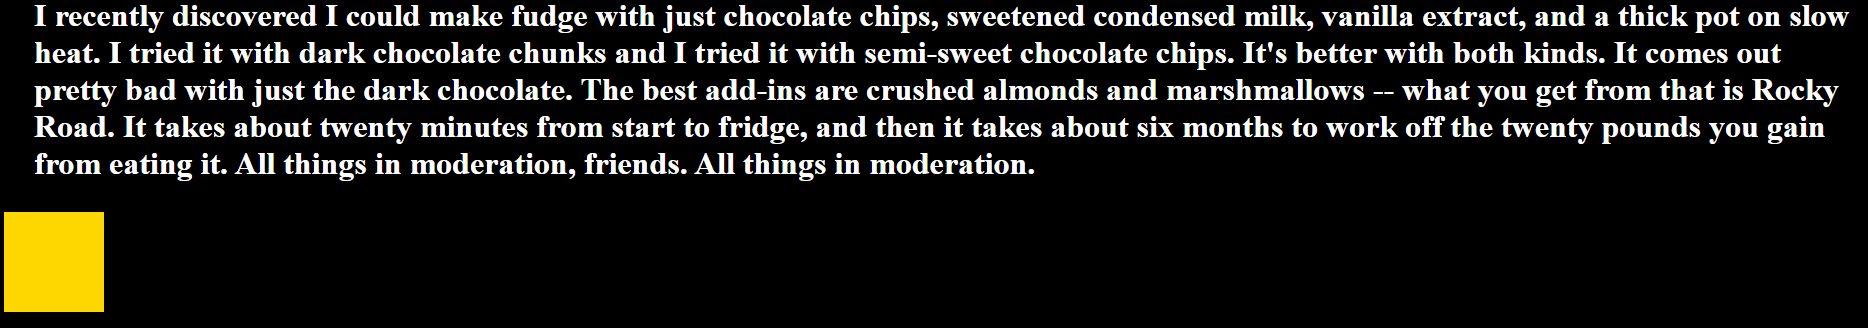 I recently discovered I could make fudge with just chocolate chips, sweetened condensed milk, vanilla extract, and a thick pot on slow
heat. I tried it with dark chocolate chunks and I tried it with semi-sweet chocolate chips. It's better with both kinds. It comes out
pretty bad with just the dark chocolate. The best add-ins are crushed almonds and marshmallows -- what you get from that is Rocky
Road. It takes about twenty minutes from start to fridge, and then it takes about six months to work off the twenty pounds you gain
from eating it. All things in moderation, friends. All things in moderation.